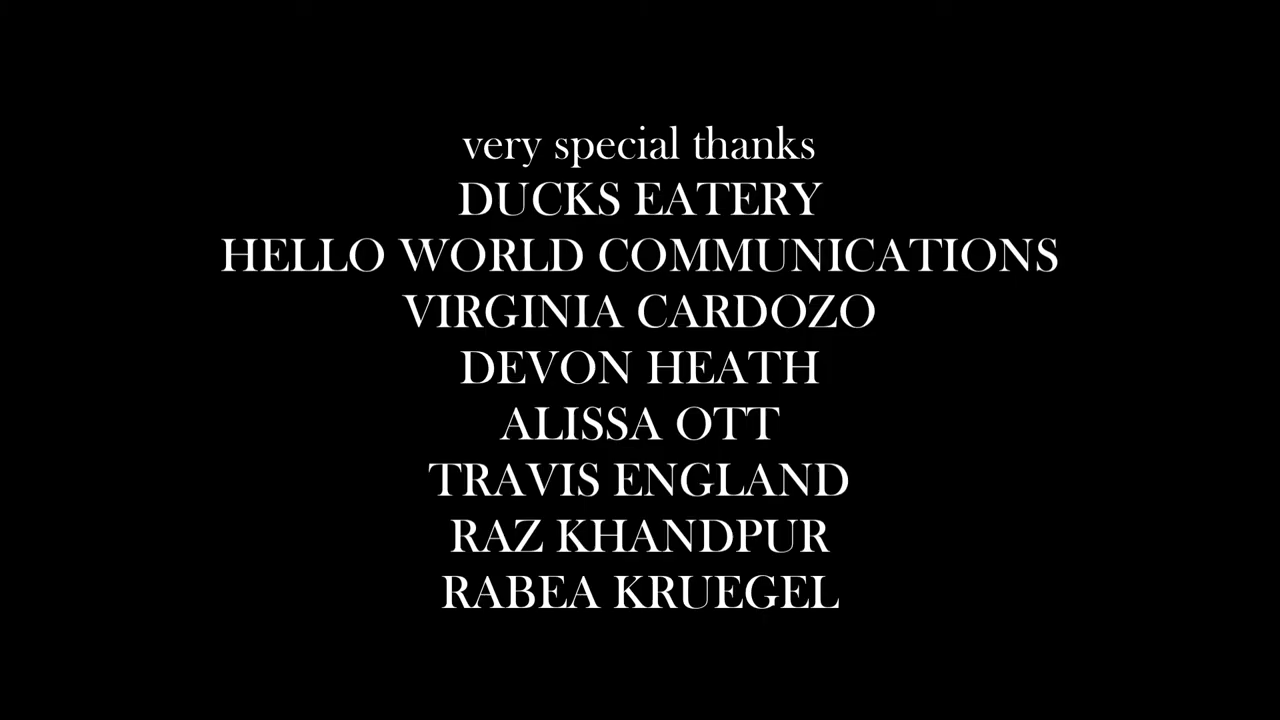 very special thanks
DUCKS EATERY
HELLO WORLD COMMUNICATIONS
VIRGINIA CARDOZO
DEVON HEATH
ALISSA OTT
TRAVIS ENGLAND
RAZ KHANDPUR
RABEA KRUEGEL